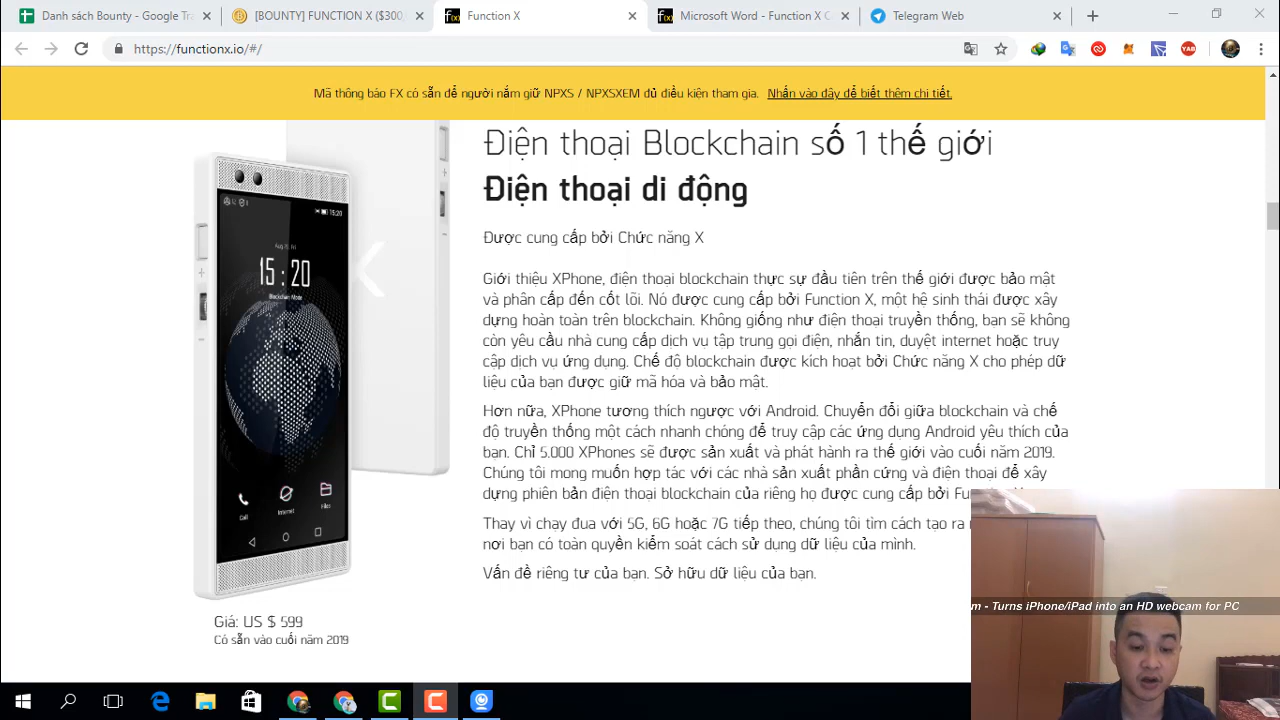 Danh sách Bounty - Google T
[BOUNTY] FUNCTION X ($30
Function X
Microsoft Word - Function X C
Telegram Web
https://functionx.io/#/
Mã thông báo FX có sẵn để người nắm giữ NPXS / NPXSXEM đủ điều kiện tham gia. Nhấn vào đây để biết thêm chi tiết.
Điện thoại Blockchain số 1 thế giới
Điện thoại di động
Được cung cấp bởi Chức năng X
Giới thiệu XPhone, điện thoại blockchain thực sự đầu tiên trên thế giới được bảo mật
và phân cấp đến cốt lõi. Nó được cung cấp bởi Function X, một hệ sinh thái được xây
dựng hoàn toàn trên blockchain. Không giống như điện thoại truyền thống, bạn sẽ không
còn yêu cầu nhà cung cấp dịch vụ tập trung gọi điện, nhắn tin, duyệt internet hoặc truy
cập dịch vụ ứng dụng. Chế độ blockchain được kích hoạt bởi Chức năng X cho phép dữ
liệu của bạn được giữ mã hóa và bảo mật.
Hơn nữa, XPhone tương thích ngược với Android. Chuyển đổi giữa blockchain và chế
độ truyền thống một cách nhanh chóng để truy cập các ứng dụng Android yêu thích của
bạn. Chỉ 5.000 XPhones sẽ được sản xuất và phát hành ra thế giới vào cuối năm 2019.
Chúng tôi mong muốn hợp tác với các nhà sản xuất phần cứng và điện thoại để xây
dựng phiên bản điện thoại blockchain của riêng họ được cung cấp bởi Fu
Thay vì chạy đua với 5G, 6G hoặc 7G tiếp theo, chúng tôi tìm cách tạo ra
nơi bạn có toàn quyền kiểm soát cách sử dụng dữ liệu của mình.
Vấn đề riêng tư của bạn. Sở hữu dữ liệu của bạn.
15:20
15 : 20
Blockchain Mode
Call
Internet
Files
Giá: US $ 599
Có sẵn vào cuối năm 2019
m - Turns iPhone/iPad into an HD webcam for PC